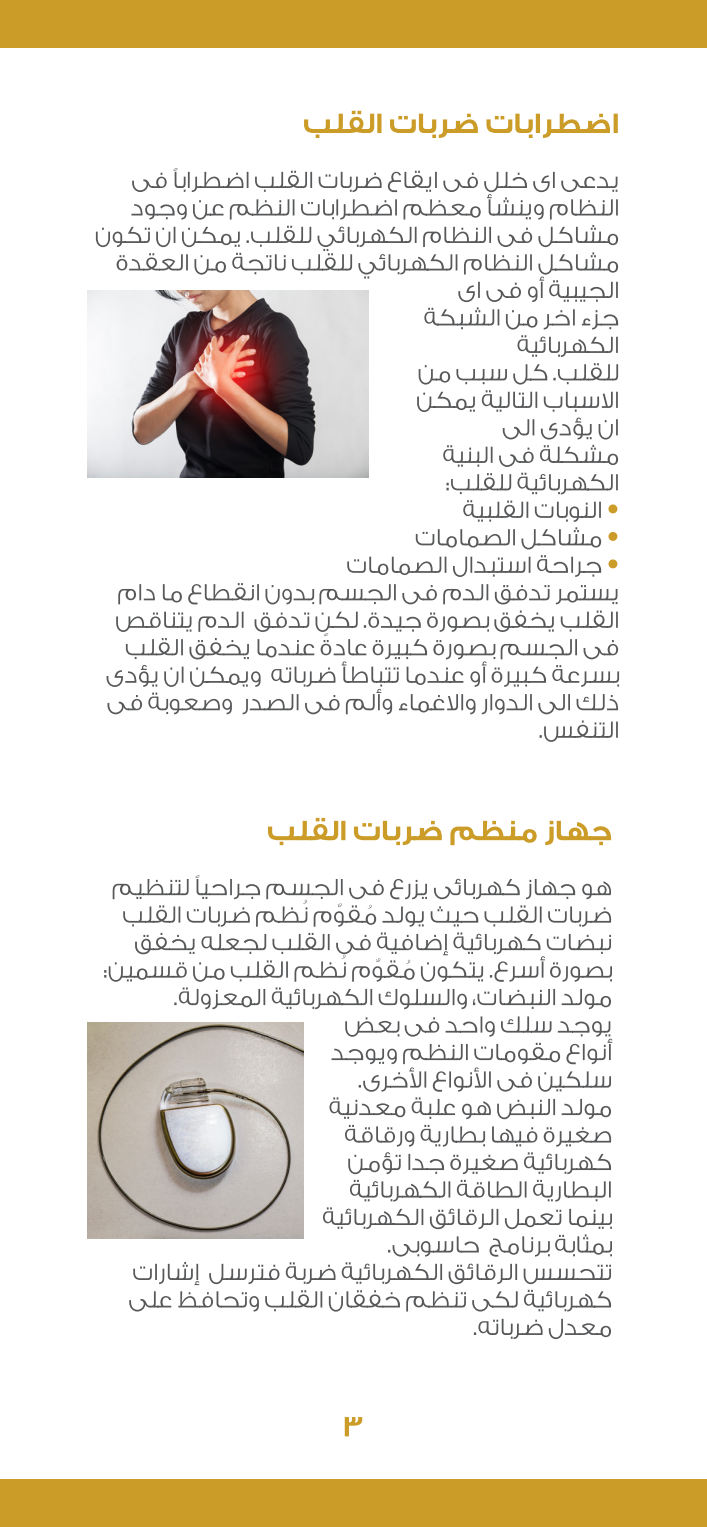 اضطرابات ضربات القلب
يدعى اى خلل فى ايقاع ضربات القلب اضطراباً فى
النظام وينشأ معظم اضطرابات النظم عن وجود
مشاكل فى النظام الكهربائي للقلب. يمكن ان تكون
مشاكل النظام الكهربائي للقلب ناتجة من العقدة
الجيبية أو فى اى
جزء اخر من الشبكة
الكهربائية
للقلب. كل سبب من
الاسباب التالية يمكن
ان يؤدى الى
مشكلة فى البنية
الكهربائية للقلب:
• النوبات القلبية
• مشاكل الصمامات
• جراحة استبدال الصمامات
يستمر تدفق الدم فى الجسم بدون انقطاع ما دام
القلب يخفق بصورة جيدة. لكن تدفق الدم يتناقص
فى الجسم بصورة كبيرة عادةً عندما يخفق القلب
بسرعة كبيرة أو عندما تتباطأ ضرباته ويمكن ان يؤدى
ذلك الى الدوار والاغماء وألم فى الصدر وصعوبة فى
التنفس.
جهاز منظم ضربات القلب
هو جهاز كهربائى يزرع فى الجسم جراحياً لتنظيم
ضربات القلب حيث يولد مُقوِّم نُظم ضربات القلب
نبضات كهربائية إضافية فى القلب لجعله يخفق
بصورة أسرع. يتكون مُقوِّم نُظم القلب من قسمين:
مولد النبضات، والسلوك الكهربائية المعزولة.
يوجد سلك واحد فى بعض
أنواع مقومات النظم ويوجد
سلكين فى الأنواع الأخرى.
مولد النبض هو علبة معدنية
صغيرة فيها بطارية ورقاقة
كهربائية صغيرة جدا تؤمن
البطارية الطاقة الكهربائية
بينما تعمل الرقائق الكهربائية
بمثابة برنامج حاسوبى.
تتحسس الرقائق الكهربائية ضربة فترسل إشارات
كهربائية لكى تنظم خفقان القلب وتحافظ على
معدل ضرباته.
٣